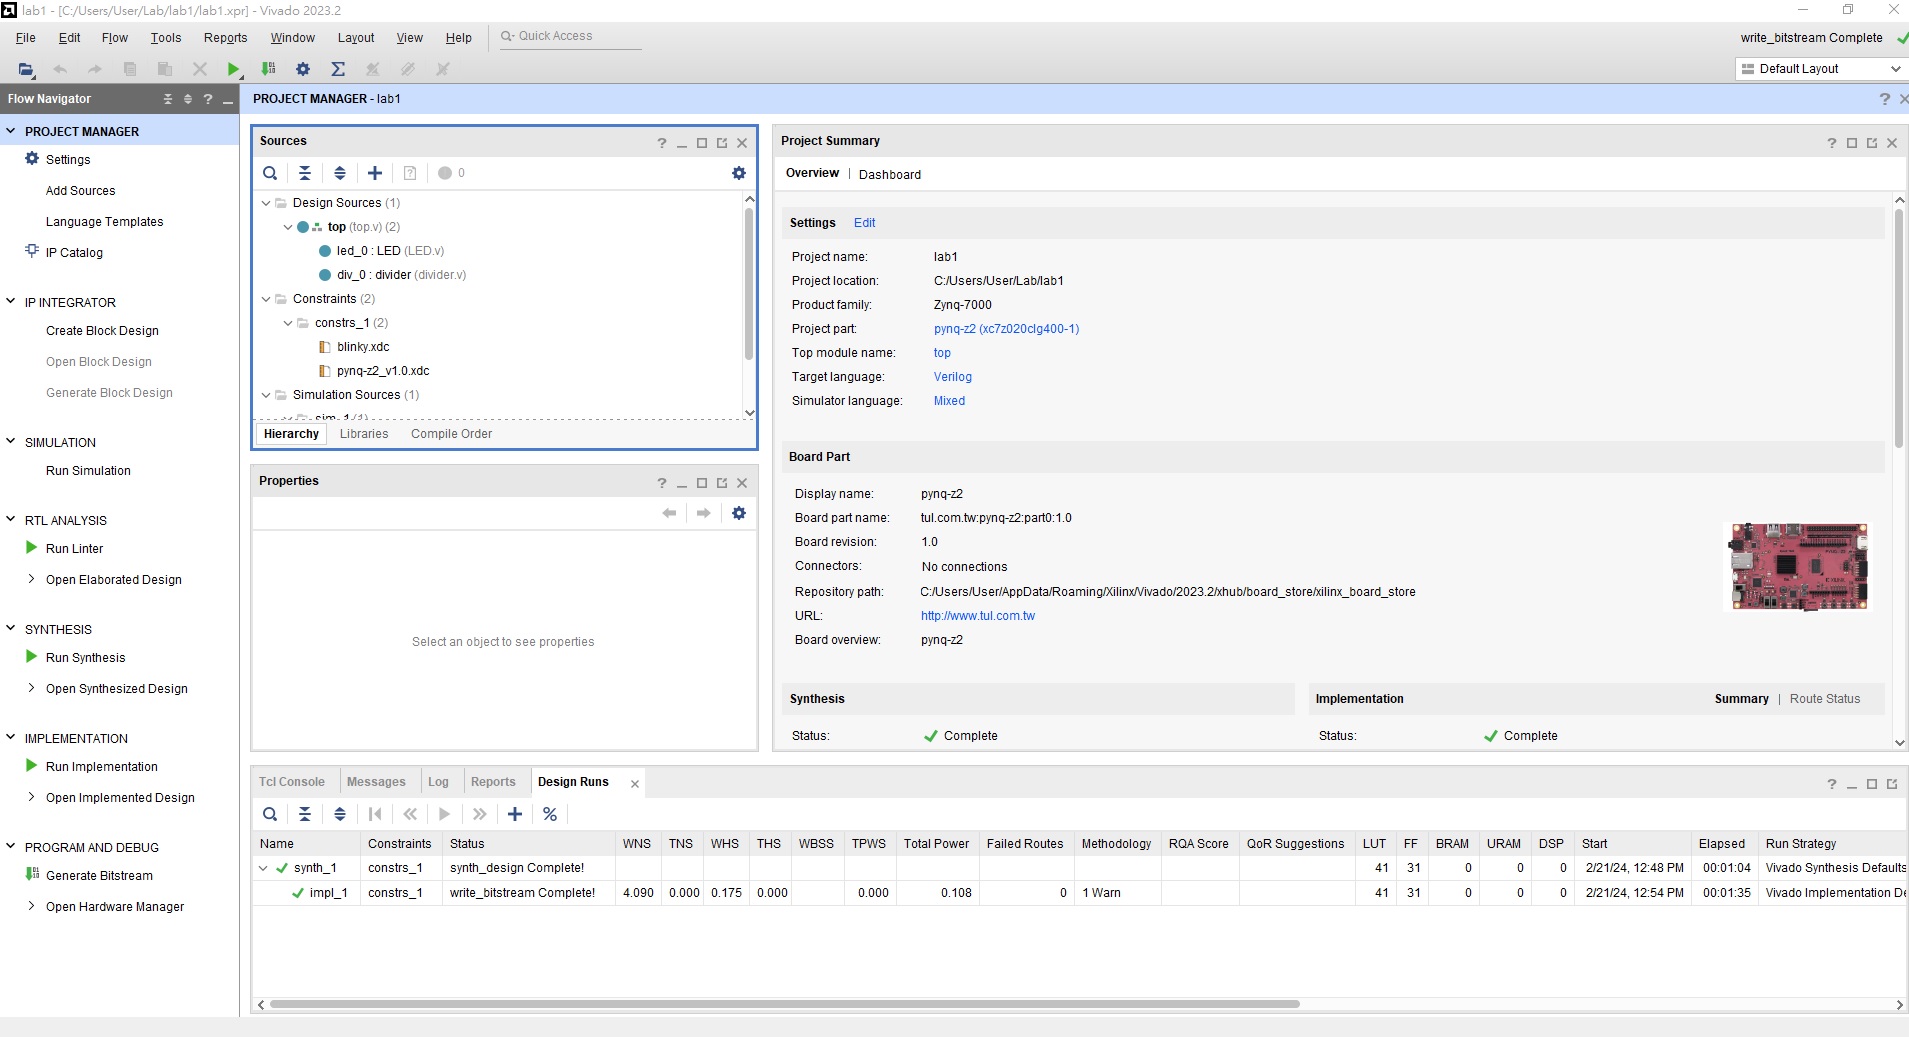 lab1 - [C:/Users/User/Lab/lab1/lab1.xpr] - Vivado 2023.2
File Edit Flow Tools Reports Window Layout View Help Quick Access
write_bitstream Complete
Default Layout
Flow Navigator
PROJECT MANAGER
Settings
Add Sources
Language Templates
IP Catalog
IP INTEGRATOR
Create Block Design
Open Block Design
Generate Block Design
SIMULATION
Run Simulation
RTL ANALYSIS
Run Linter
Open Elaborated Design
SYNTHESIS
Run Synthesis
Open Synthesized Design
IMPLEMENTATION
Run Implementation
Open Implemented Design
PROGRAM AND DEBUG
Generate Bitstream
Open Hardware Manager
PROJECT MANAGER - lab1
Sources
0
Design Sources (1)
top (top.v) (2)
led_0 : LED (LED.v)
div_0 : divider (divider.v)
Constraints (2)
constrs_1 (2)
blinky.xdc
pynq-z2_v1.0.xdc
Simulation Sources (1)
sim_1 (1)
Hierarchy Libraries Compile Order
Properties
Select an object to see properties
Project Summary
Overview | Dashboard
Settings Edit
Project name: lab1
Project location: C:/Users/User/Lab/lab1
Product family: Zynq-7000
Project part: pynq-z2 (xc7z020clg400-1)
Top module name: top
Target language: Verilog
Simulator language: Mixed
Board Part
Display name: pynq-z2
Board part name: tul.com.tw:pynq-z2:part0:1.0
Board revision: 1.0
Connectors: No connections
Repository path: C:/Users/User/AppData/Roaming/Xilinx/Vivado/2023.2/xhub/board_store/xilinx_board_store
URL: http://www.tul.com.tw
Board overview: pynq-z2
Synthesis
Status: Complete
Implementation Summary | Route Status
Status: Complete
Tcl Console Messages Log Reports Design Runs
Name Constraints Status WNS TNS WHS THS WBSS TPWS Total Power Failed Routes Methodology RQA Score QoR Suggestions LUT FF BRAM URAM DSP Start Elapsed Run Strategy
synth_1 constrs_1 synth_design Complete! 41 31 0 0 0 2/21/24, 12:48 PM 00:01:04 Vivado Synthesis Defaults
impl_1 constrs_1 write_bitstream Complete! 4.090 0.000 0.175 0.000 0.000 0.108 0 1 Warn 41 31 0 0 0 2/21/24, 12:54 PM 00:01:35 Vivado Implementation De